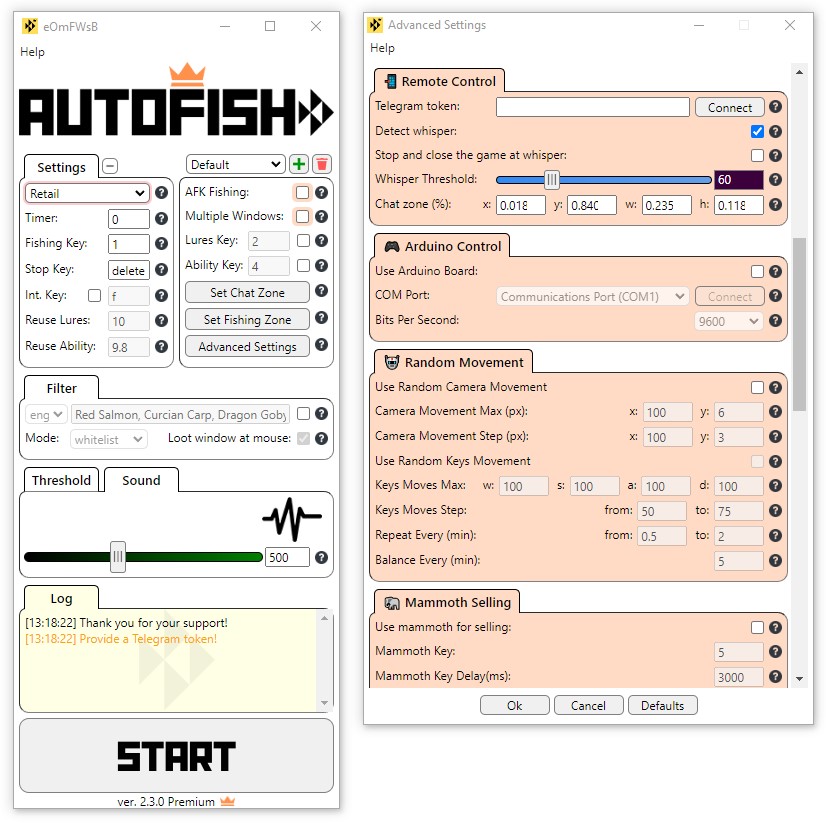 eOmFWsB
Help
AUTOFISH
Settings
Default
Retail
AFK Fishing:
Timer: 0
Multiple Windows:
Fishing Key: 1
Lures Key: 2
Stop Key: delete
Ability Key: 4
Int. Key: f
Set Chat Zone
Reuse Lures: 10
Set Fishing Zone
Reuse Ability: 9.8
Advanced Settings
Filter
eng Red Salmon, Curcian Carp, Dragon Goby
Mode: whitelist Loot window at mouse:
Threshold Sound
500
Log
[13:18:22] Thank you for your support!
[13:18:22] Provide a Telegram token!
START
ver. 2.3.0 Premium
Advanced Settings
Help
Remote Control
Telegram token: Connect
Detect whisper:
Stop and close the game at whisper:
Whisper Threshold: 60
Chat zone (%): x: 0.018 y: 0.840 w: 0.235 h: 0.118
Arduino Control
Use Arduino Board:
COM Port: Communications Port (COM1) Connect
Bits Per Second: 9600
Random Movement
Use Random Camera Movement
Camera Movement Max (px): x: 100 y: 6
Camera Movement Step (px): x: 100 y: 3
Use Random Keys Movement
Keys Moves Max: w: 100 s: 100 a: 100 d: 100
Keys Moves Step: from: 50 to: 75
Repeat Every (min): from: 0.5 to: 2
Balance Every (min): 5
Mammoth Selling
Use mammoth for selling:
Mammoth Key: 5
Mammoth Key Delay(ms): 3000
Ok Cancel Defaults